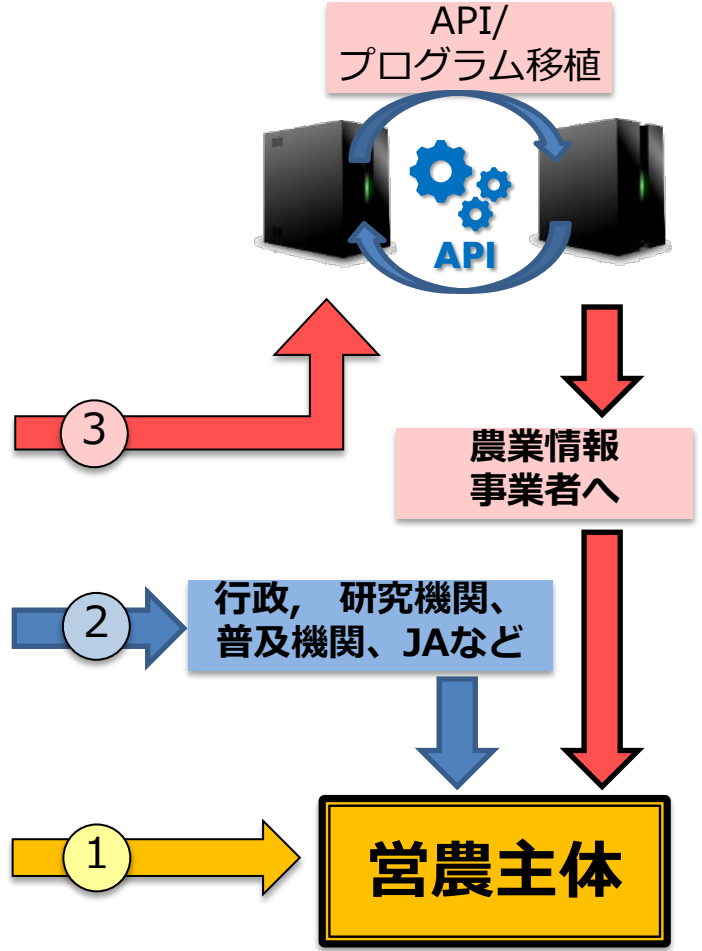 API/
プログラム移植
API
3
農業情報
事業者へ
2
行政,　研究機関、
普及機関、JAなど
1
営農主体